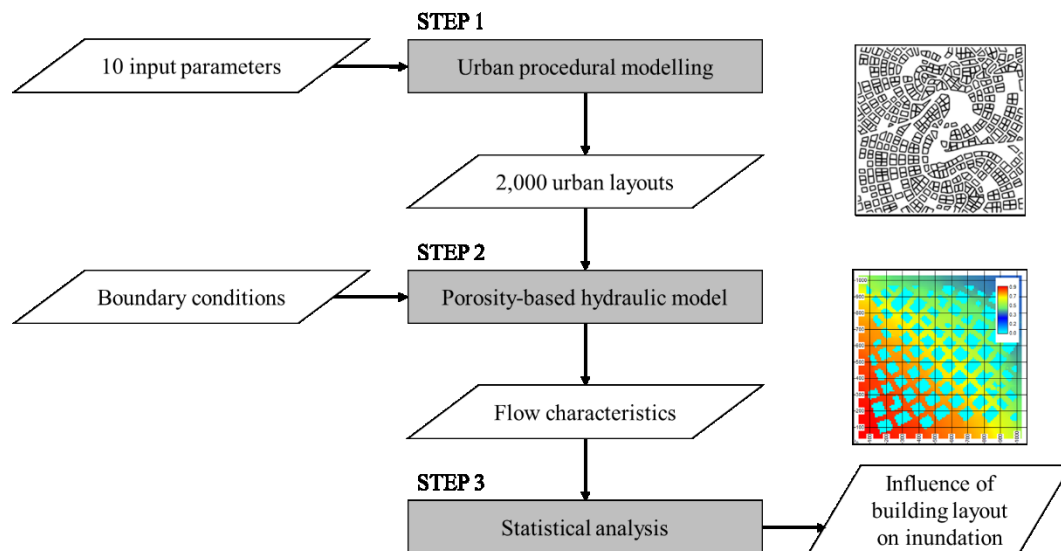 STEP 1
10 input parameters
Urban procedural modelling
2,000 urban layouts
STEP 2
Boundary conditions
Porosity-based hydraulic model
Flow characteristics
STEP 3
Statistical analysis
Influence of
building layout
on inundation